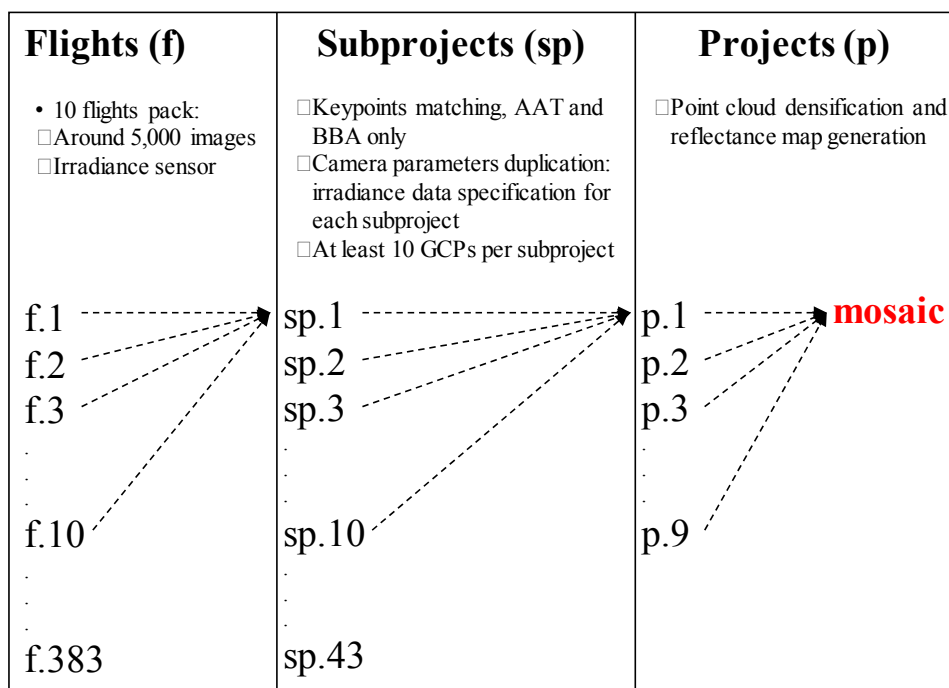 Flights (f)
• 10 flights pack:
□Around 5,000 images
□Irradiance sensor
f.1
f.2
f.3
.
.
.
f.10
.
.
.
f.383
Subprojects (sp)
□Keypoints matching, AAT and
BBA only
□Camera parameters duplication:
irradiance data specification for
each subproject
□At least 10 GCPs per subproject
sp.1
sp.2
sp.3
.
.
.
sp.10
.
.
.
sp.43
Projects (p)
□Point cloud densification and
reflectance map generation
p.1
p.2
p.3
.
.
.
p.9
mosaic